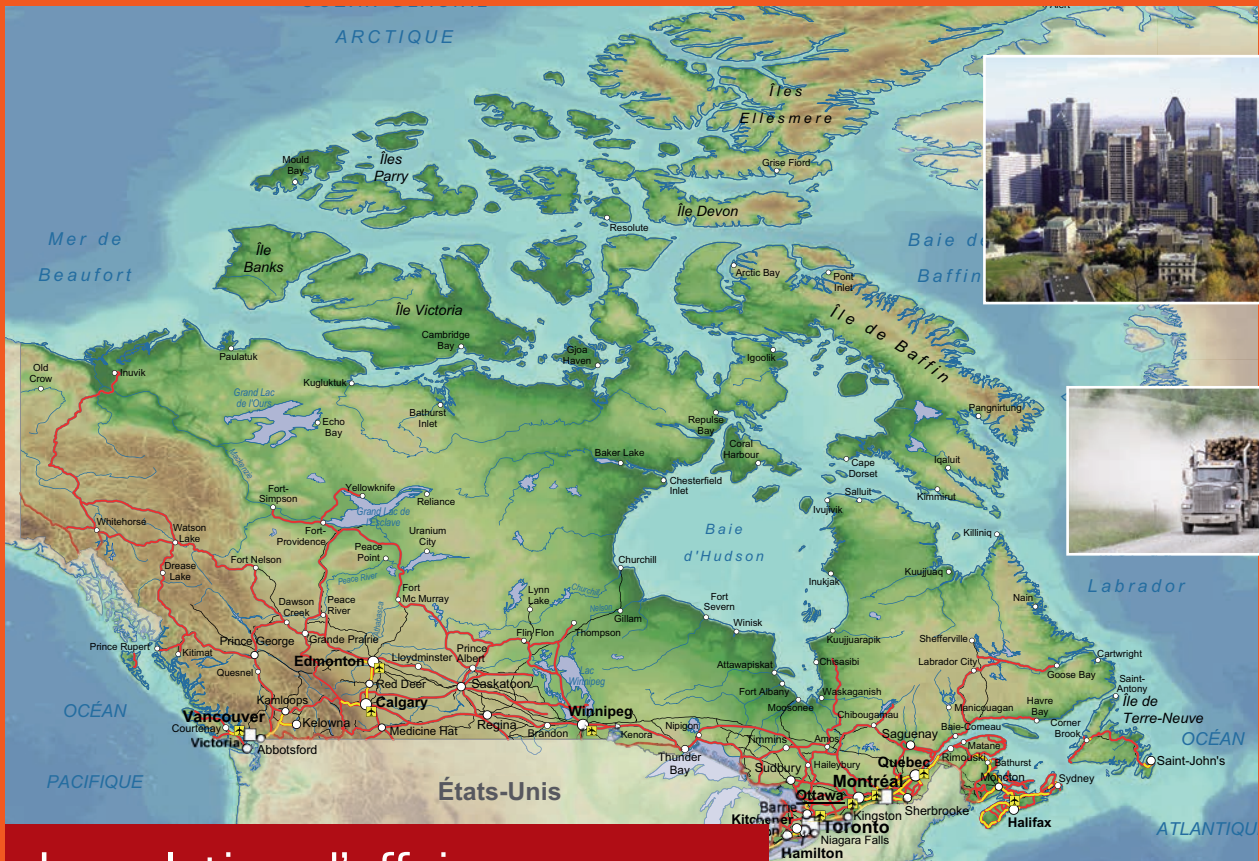 ARCTIQUE
Îles
Ellesmere
Grise Fiord
Mould
Bay
Îles
Parry
Île Devon
Resolute
Mer de
Beaufort
Île
Banks
Île Victoria
Cambridge
Bay
Arctic Bay
Pont
Inlet
Baie de
Baffin
Île de Baffin
Old
Crow
Inuvik
Paulatuk
Kugluktuk
Gjoa
Haven
Igoolik
Grand Lac
de l'Ours
Echo
Bay
Bathurst
Inlet
Repulse
Bay
Pangnirtung
Mackenzie
Baker Lake
Coral
Harbour
Cape
Dorset
Iqaluit
Kimmirut
Chesterfield
Inlet
Salluit
Ivujivik
Fort-
Simpson
Yellowknife
Reliance
Grand Lac de
l'Esclave
Whitehorse
Watson
Lake
Fort-
Providence
Uranium
City
Peace
Point
Baie
d'Hudson
Killiniq
Drease
Lake
Fort Nelson
Churchill
Inukjak
Kuujjuaq
Labrador
Peace River
Dawson
Creek
Peace
River
Fort
Mc Murray
Athabasca
Lynn
Lake
Churchill
Nelson
Gillam
Fort
Severn
Winisk
Nain
Prince Rupert
Kitimat
Prince George
Grande Prairie
Flin Flon
Thompson
Kuujjuarapik
Shefferville
Cartwright
Quesnel
Edmonton
Lloydminster
Prince
Albert
Lac
Winnipeg
Attawapiskat
Chisasibi
Labrador City
Goose Bay
Saint-
Antony
Red Deer
Saskatoon
Fort Albany
Moosonee
Waskaganish
Manicouagan
Havre
Bay
Île de
Terre-Neuve
OCÉAN
PACIFIQUE
Kamloops
Vancouver
Courtenay
Kelowna
Victoria
Abbotsford
Calgary
Medicine Hat
Regina
Brandon
Winnipeg
Kenora
Nipigon
Thunder
Bay
Timmins
Amos
Chibougamau
Saguenay
Baie-Comeau
Matane
Rimouski
Bathurst
Corner
Brook
OCÉAN
ATLANTIQU
Saint-John's
Sudbury
Haileybury
Québec
Moncton
Sydney
Montréal
Ottawa
Sherbrooke
Halifax
Barrie
Kingston
Kitchener
Toronto
Niagara Falls
Hamilton
États-Unis